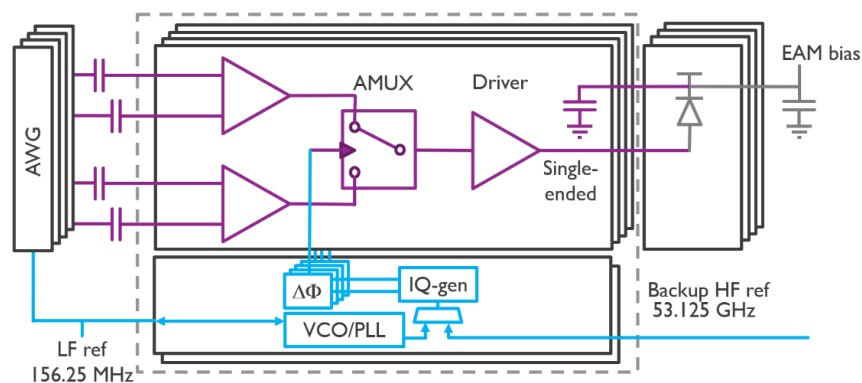 EAM bias
AMUX
Driver
AWG
Single-
ended
ΔΦ
IQ-gen
VCO/PLL
Backup HF ref
53.125 GHz
LF ref
156.25 MHz